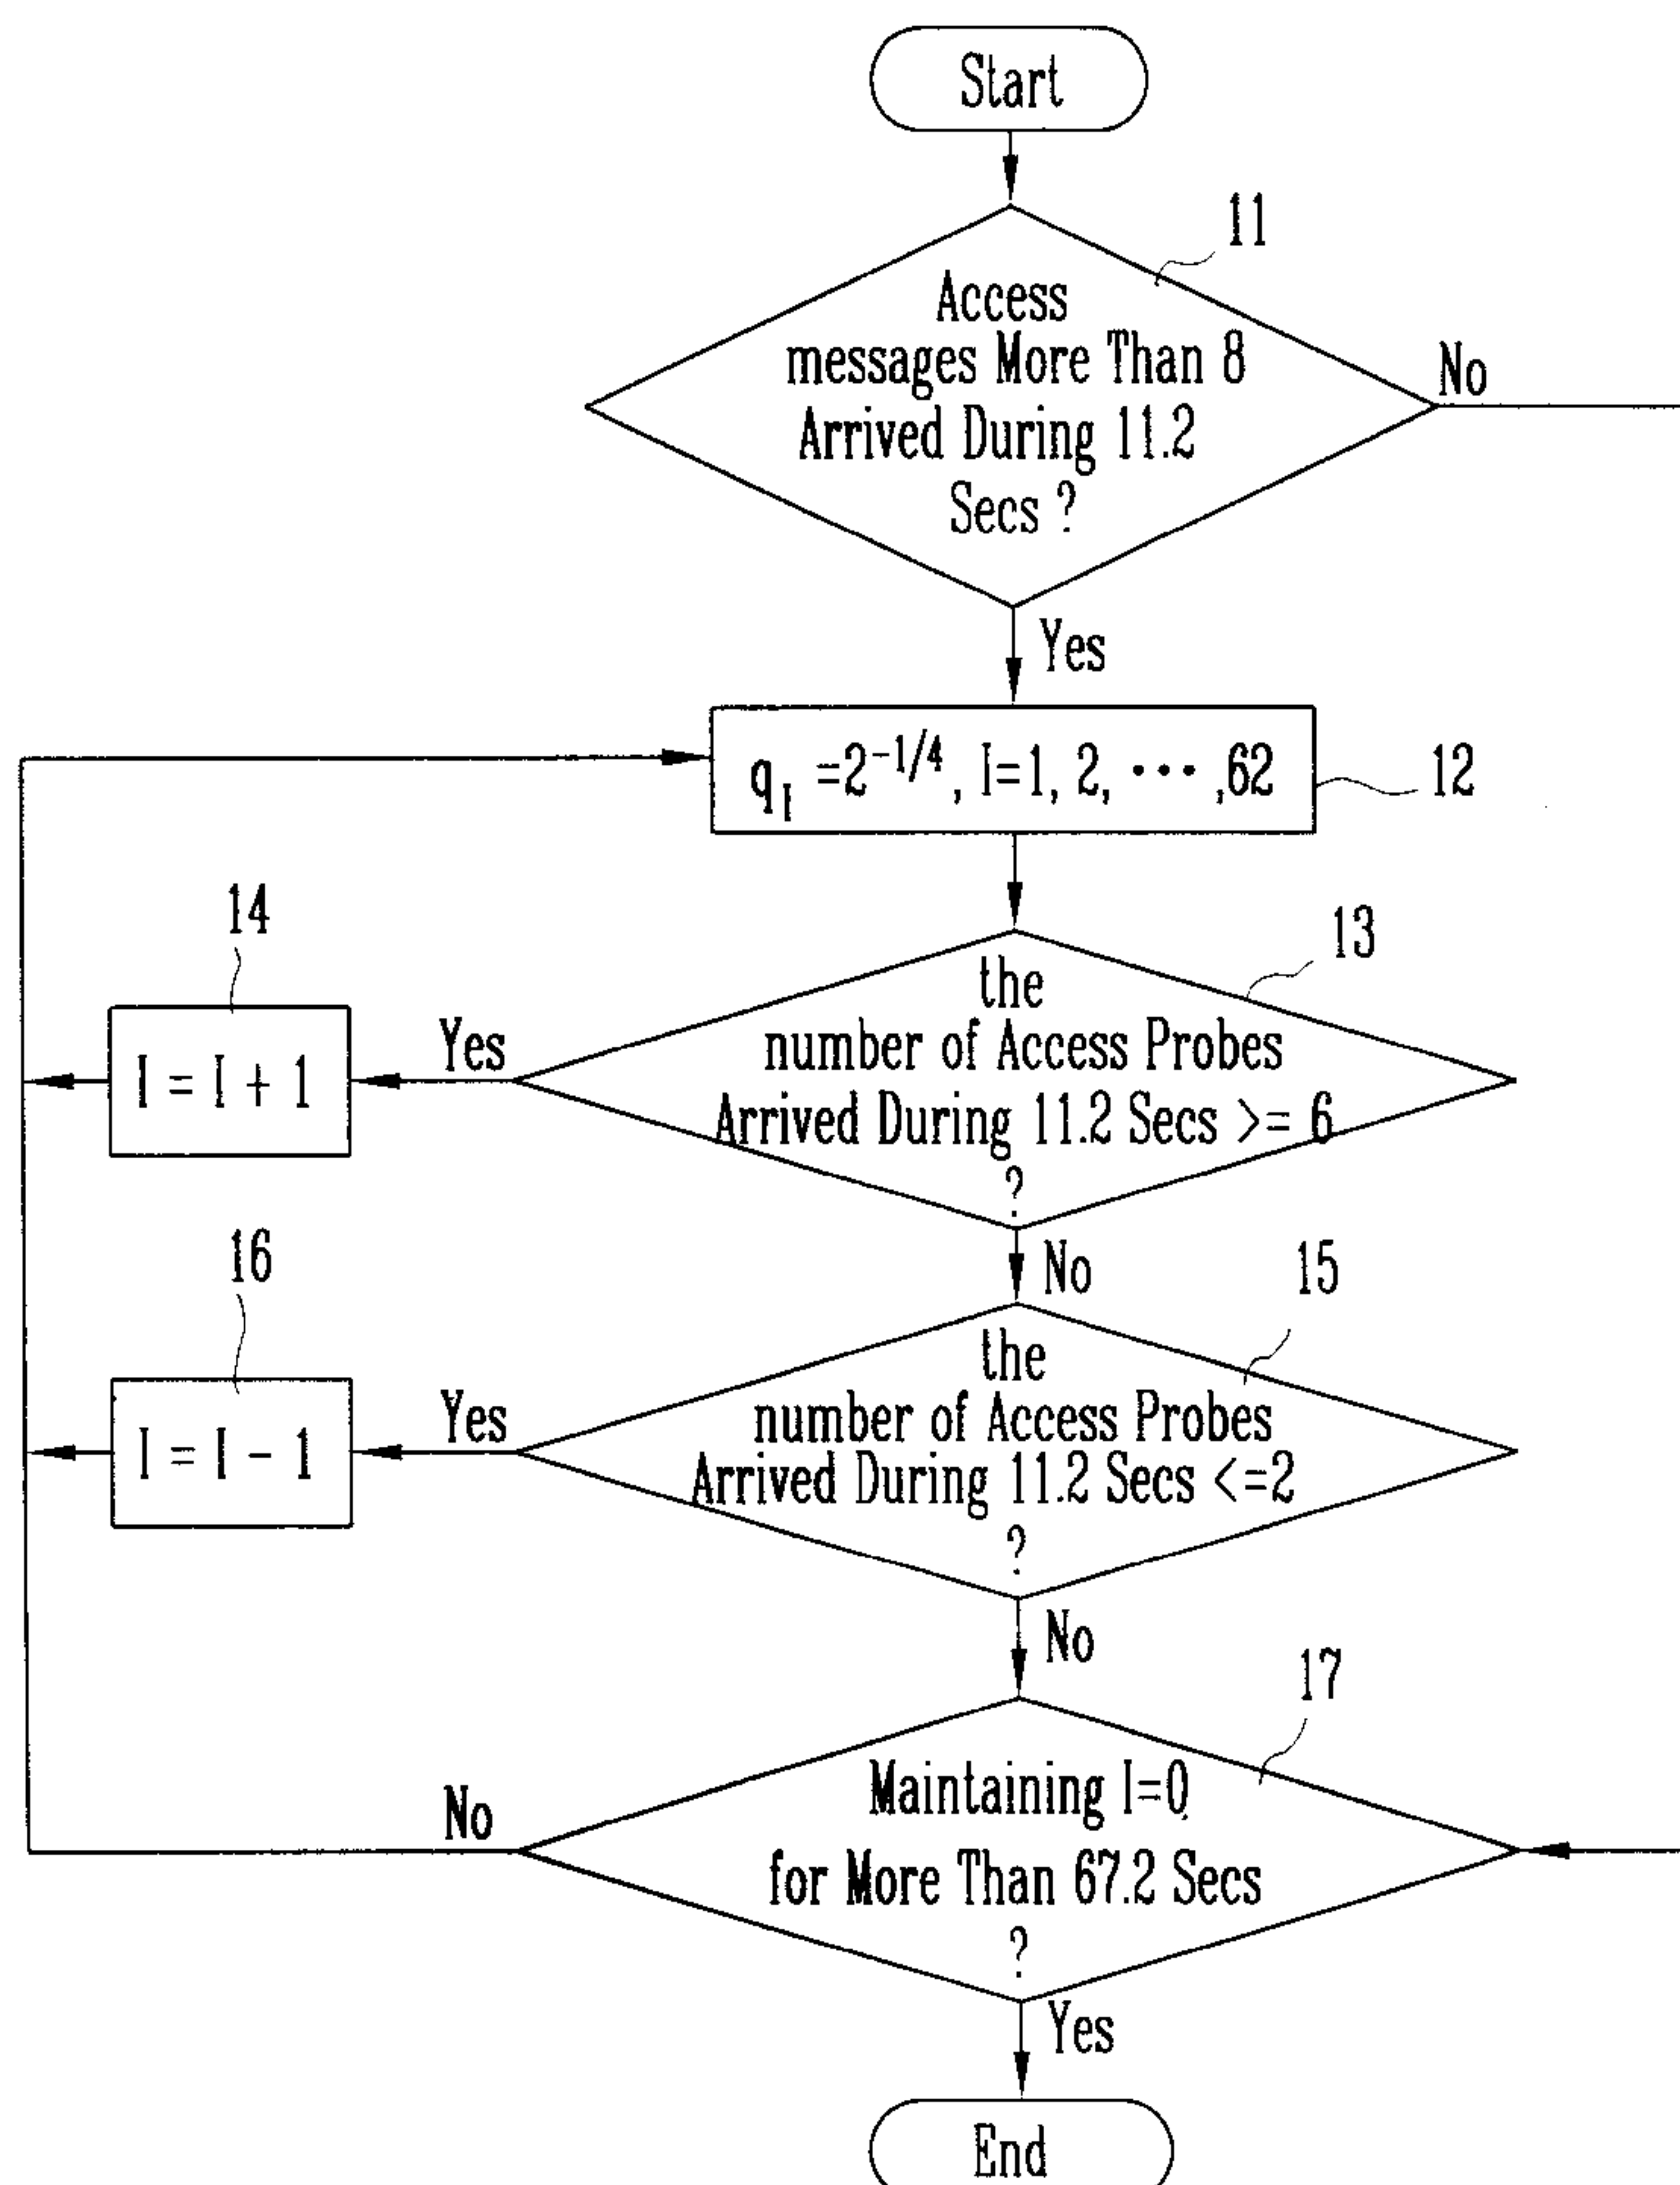 Start
11
Access
messages More Than 8
Arrived During 11.2
Secs ?
No
Yes
q_I =2^{-1/4}, I=1, 2, ··· ,62
12
14
13
the
number of Access Probes
Arrived During 11.2 Secs >= 6
?
Yes
I = I + 1
No
16
15
the
number of Access Probes
Arrived During 11.2 Secs <=2
?
Yes
I = I - 1
No
17
Maintaining I=0
for More Than 67.2 Secs
?
No
Yes
End